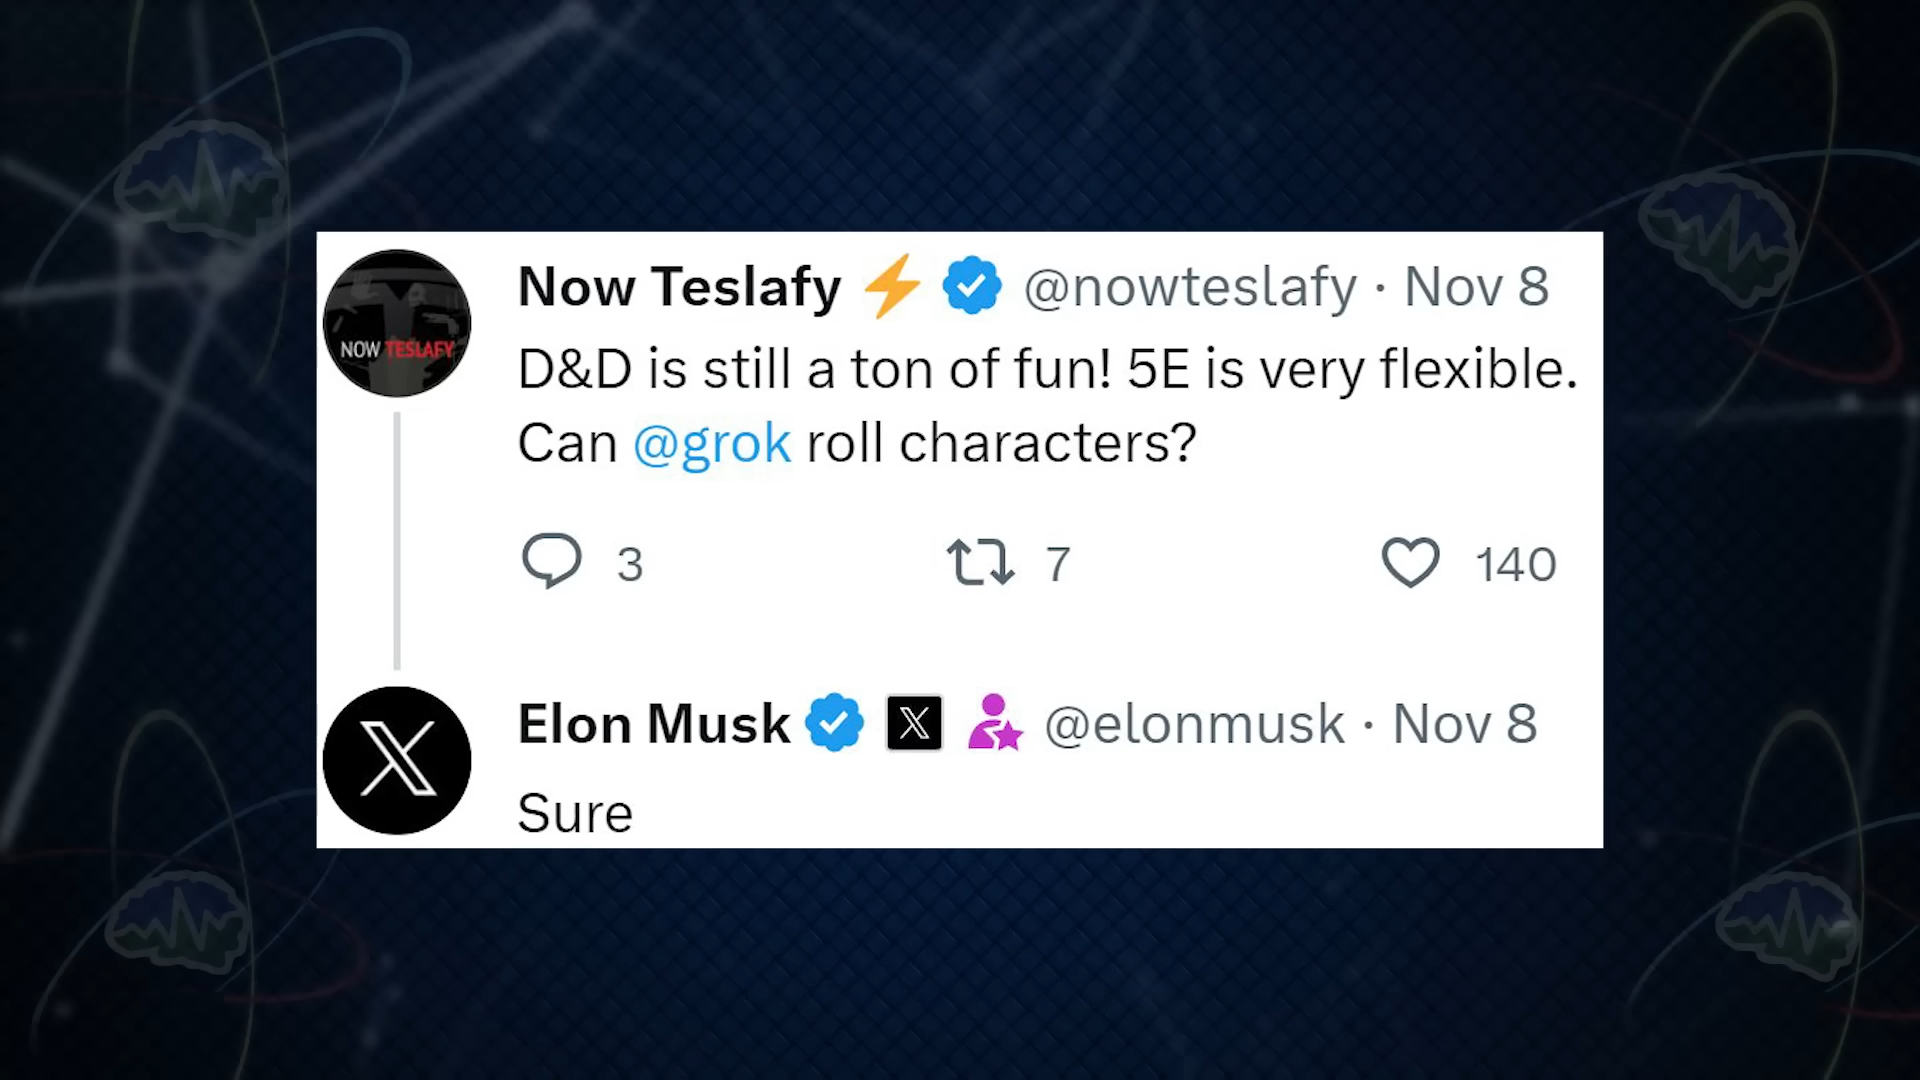 Now Teslafy ⚡ @nowteslafy · Nov 8
NOW TESLAFY
D&D is still a ton of fun! 5E is very flexible.
Can @grok roll characters?
3 7 140
Elon Musk X @elonmusk · Nov 8
X
Sure